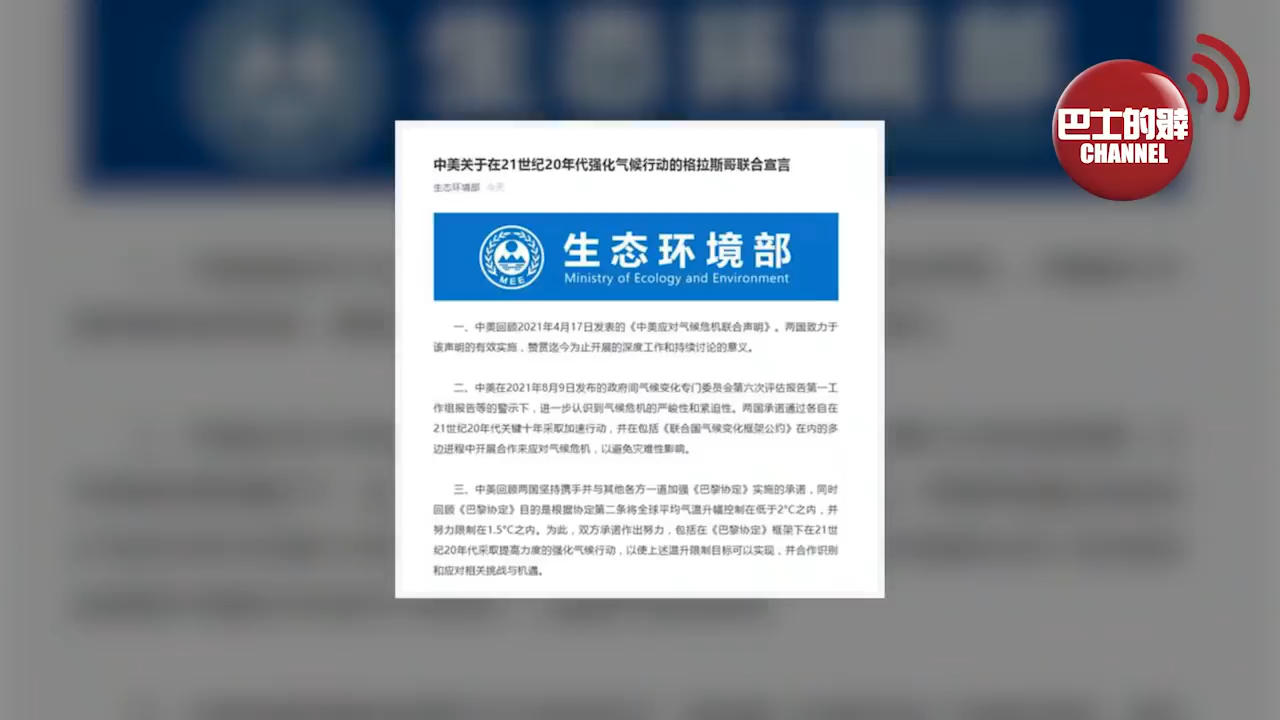 巴士的報
CHANNEL
中美关于在21世纪20年代强化气候行动的格拉斯哥联合宣言
生态环境部 今天
生态环境部
Ministry of Ecology and Environment
MEE
一、中美回顾2021年4月17日发表的《中美应对气候危机联合声明》。两国致力于
该声明的有效实施，赞赏迄今为止开展的深度工作和持续讨论的意义。
二、中美在2021年8月9日发布的政府间气候变化专门委员会第六次评估报告第一工
作组报告等的警示下，进一步认识到气候危机的严峻性和紧迫性。两国承诺通过各自在
21世纪20年代关键十年采取加速行动，并在包括《联合国气候变化框架公约》在内的多
边进程中开展合作来应对气候危机，以避免灾难性影响。
三、中美回顾两国坚持携手并与其他各方一道加强《巴黎协定》实施的承诺，同时
回顾《巴黎协定》目的是根据协定第二条将全球平均气温升幅控制在低于2°C之内，并
努力限制在1.5°C之内。为此，双方承诺作出努力，包括在《巴黎协定》框架下在21世
纪20年代采取提高力度的强化气候行动，以使上述温升限制目标可以实现，并合作识别
和应对相关挑战与机遇。